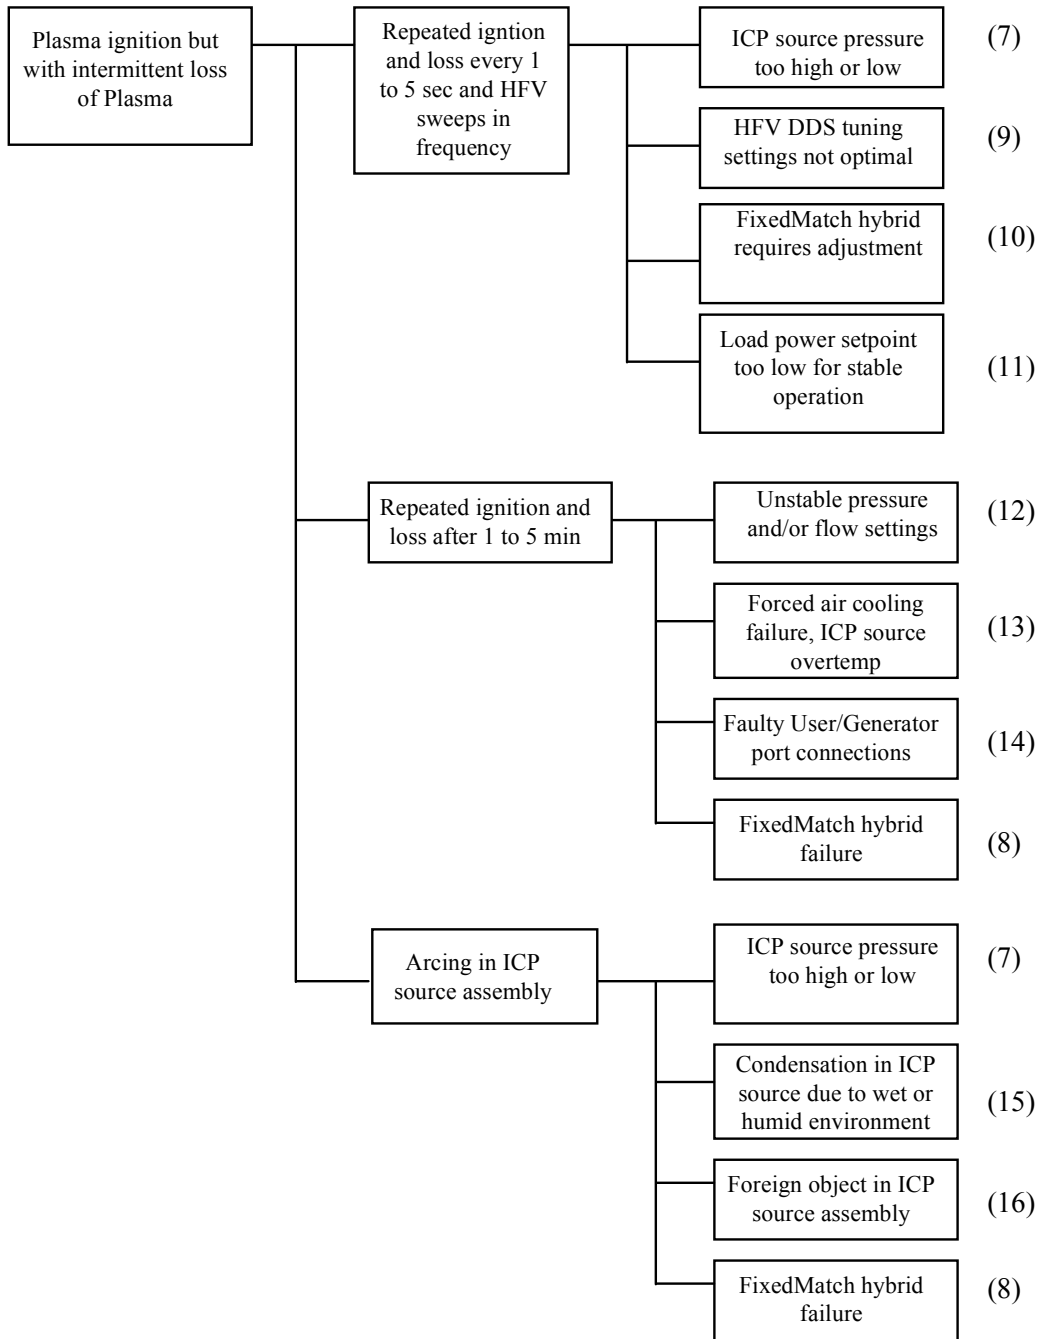 Plasma ignition but
with intermittent loss
of Plasma
Repeated igntion
and loss every 1
to 5 sec and HFV
sweeps in
frequency
ICP source pressure
too high or low
(7)
HFV DDS tuning
settings not optimal
(9)
FixedMatch hybrid
requires adjustment
(10)
Load power setpoint
too low for stable
operation
(11)
Repeated ignition and
loss after 1 to 5 min
Unstable pressure
and/or flow settings
(12)
Forced air cooling
failure, ICP source
overtemp
(13)
Faulty User/Generator
port connections
(14)
FixedMatch hybrid
failure
(8)
Arcing in ICP
source assembly
ICP source pressure
too high or low
(7)
Condensation in ICP
source due to wet or
humid environment
(15)
Foreign object in ICP
source assembly
(16)
FixedMatch hybrid
failure
(8)